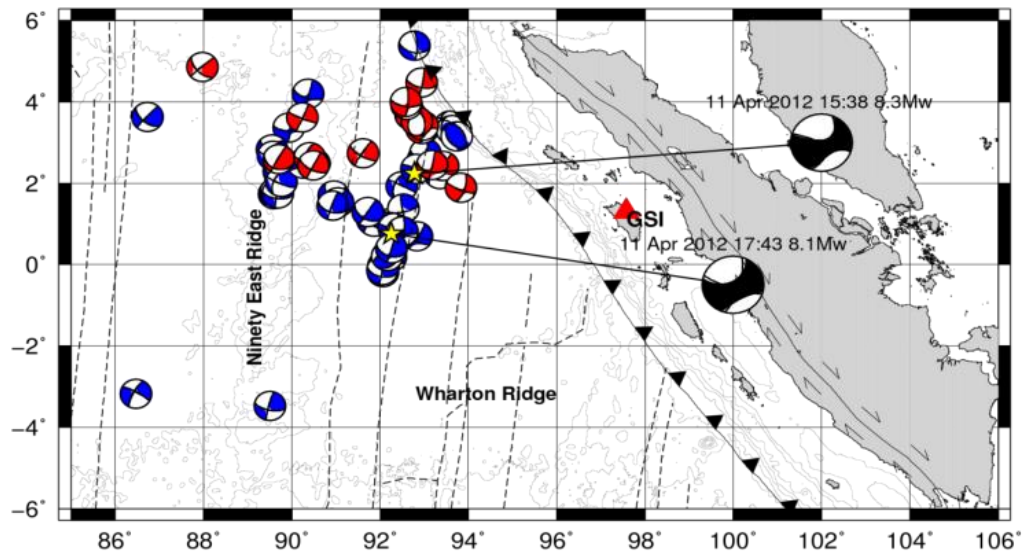 6°
4°
11 Apr 2012 15:38 8.3Mw
2°
GSI
11 Apr 2012 17:43 8.1Mw
Ninety East Ridge
0°
−2°
Wharton Ridge
−4°
−6°
86° 88° 90° 92° 94° 96° 98° 100° 102° 104° 106°